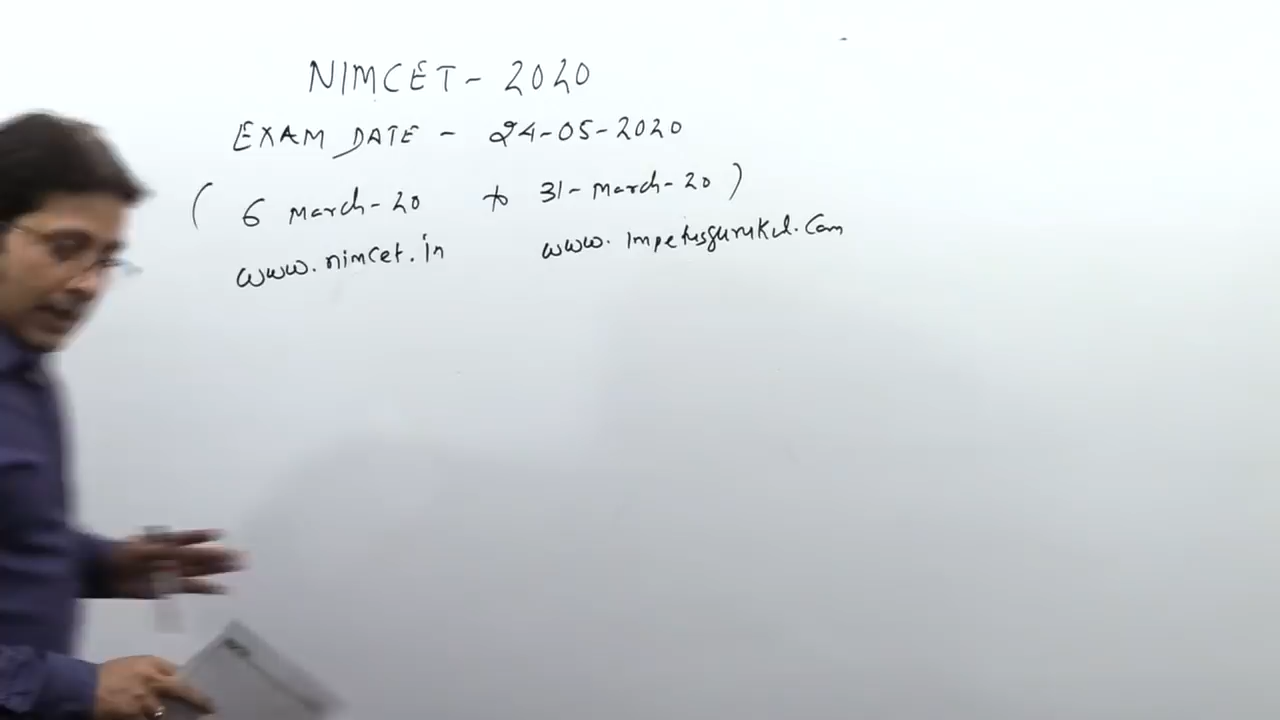 NIMCET - 2020
EXAM DATE - 24-05-2020
( 6 March-20 to 31-March-20 )
www.nimcet.in www.impetusgurukul.com